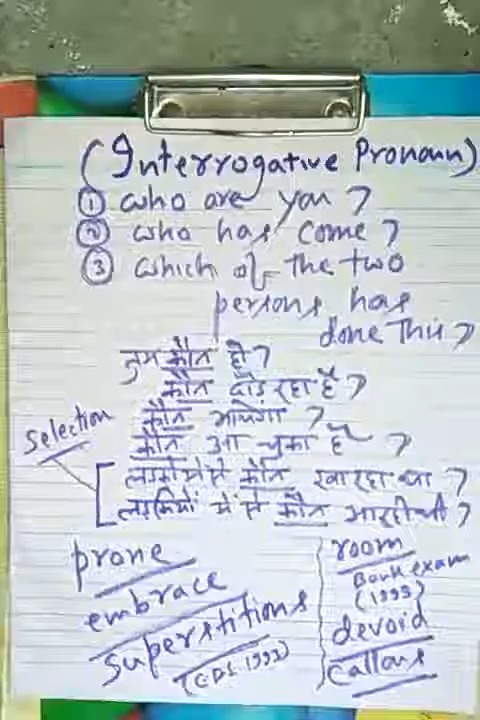 (Interrogative Pronoun)
① who are you ?
② who has come ?
③ which of the two
persons has
done this ?
तुम कौन हो ?
कौन दौड़ रहा है ?
कौन आयेगा ?
कौन आ चुका है ?
Selection
लड़कों में से कौन खा रहा था ?
लड़कियों में से कौन आ रही थी ?
prone
embrace
superstitions
(CDS 1993)
room
Bank exam
(1993)
devoid
callous